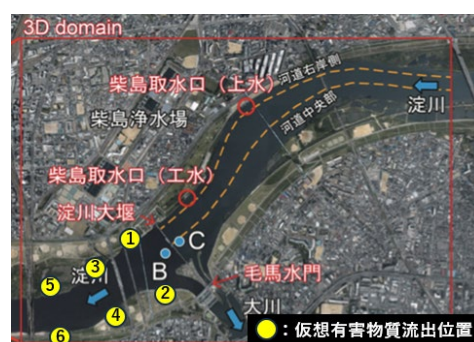 3D domain
柴島取水口（上水）
河道右岸側
淀川
柴島浄水場
河道中央部
柴島取水口（工水）
淀川大堰
1
C
B
淀川
3
毛馬水門
5
2
大川
4
6
：仮想有害物質流出位置